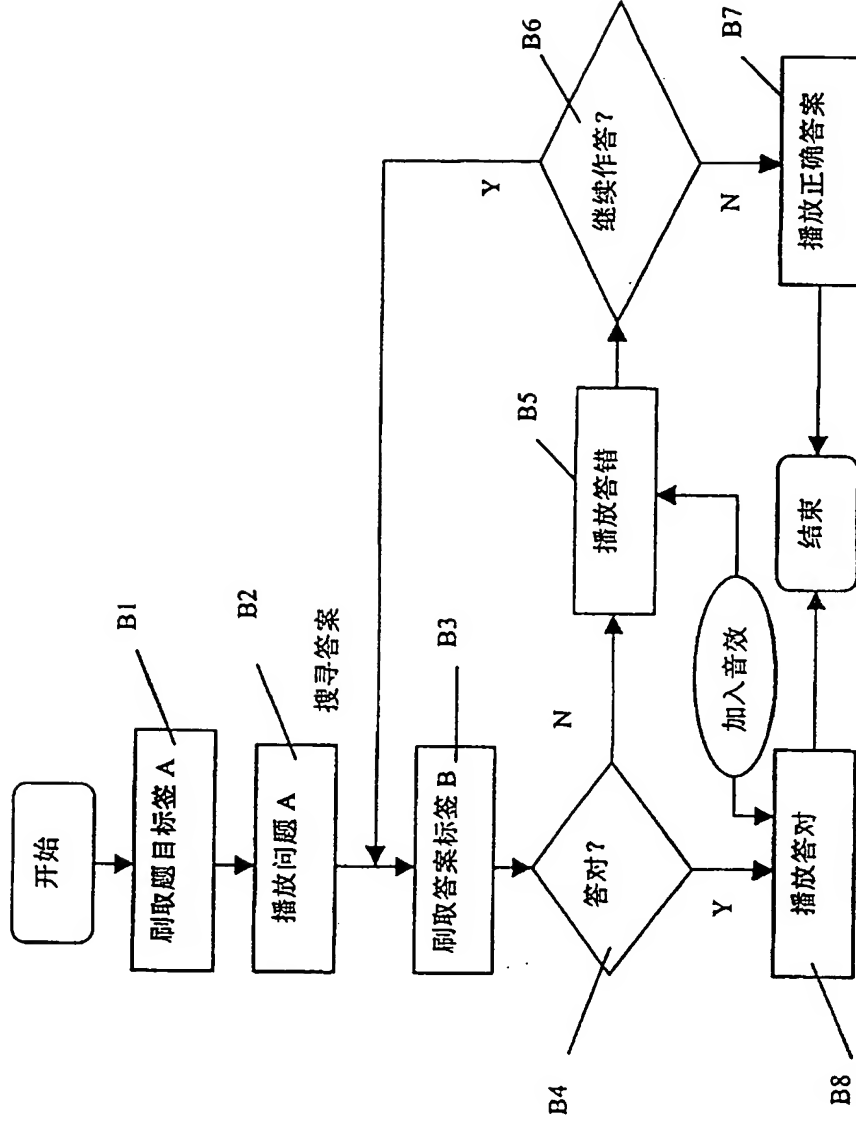 开始
刷取题目标签 A
B1
播放问题 A
B2
搜寻答案
刷取答案标签 B
B3
答对？
B4
N
Y
播放答错
B5
继续作答？
B6
Y
N
播放正确答案
B7
加入音效
播放答对
B8
结束